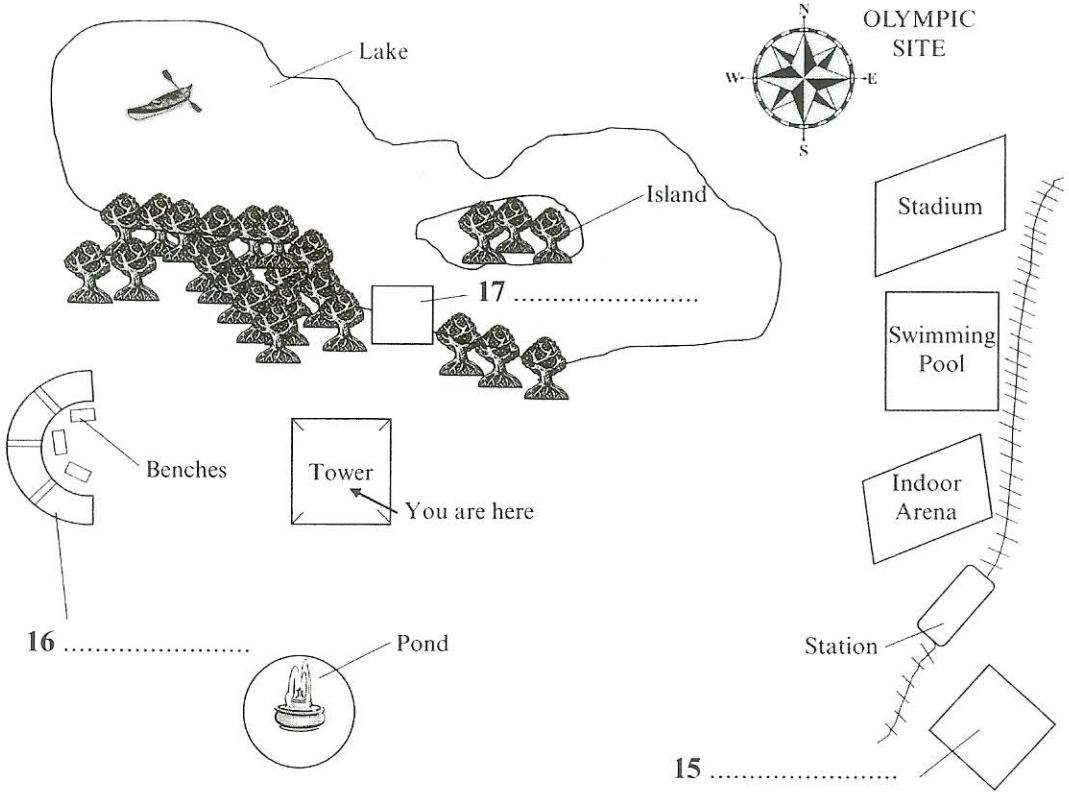 N
OLYMPIC
SITE
W
E
S
Lake
Island
Stadium
17 ........................
Swimming
Pool
Benches
Tower
You are here
Indoor
Arena
16 ........................
Pond
Station
15 ........................